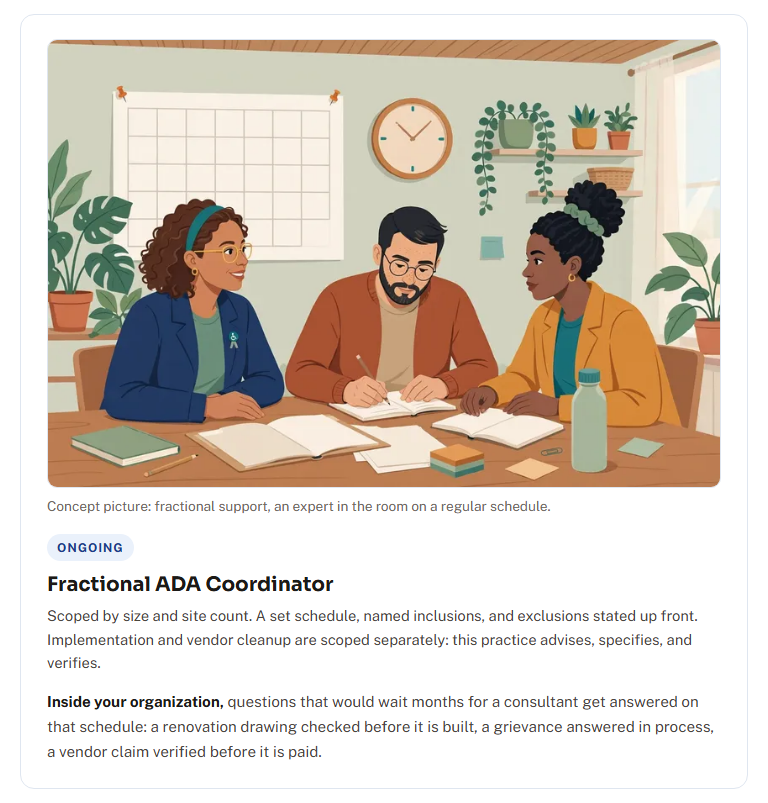 Concept picture: fractional support, an expert in the room on a regular schedule.
ONGOING
Fractional ADA Coordinator
Scoped by size and site count. A set schedule, named inclusions, and exclusions stated up front.
Implementation and vendor cleanup are scoped separately: this practice advises, specifies, and
verifies.
Inside your organization, questions that would wait months for a consultant get answered on
that schedule: a renovation drawing checked before it is built, a grievance answered in process,
a vendor claim verified before it is paid.